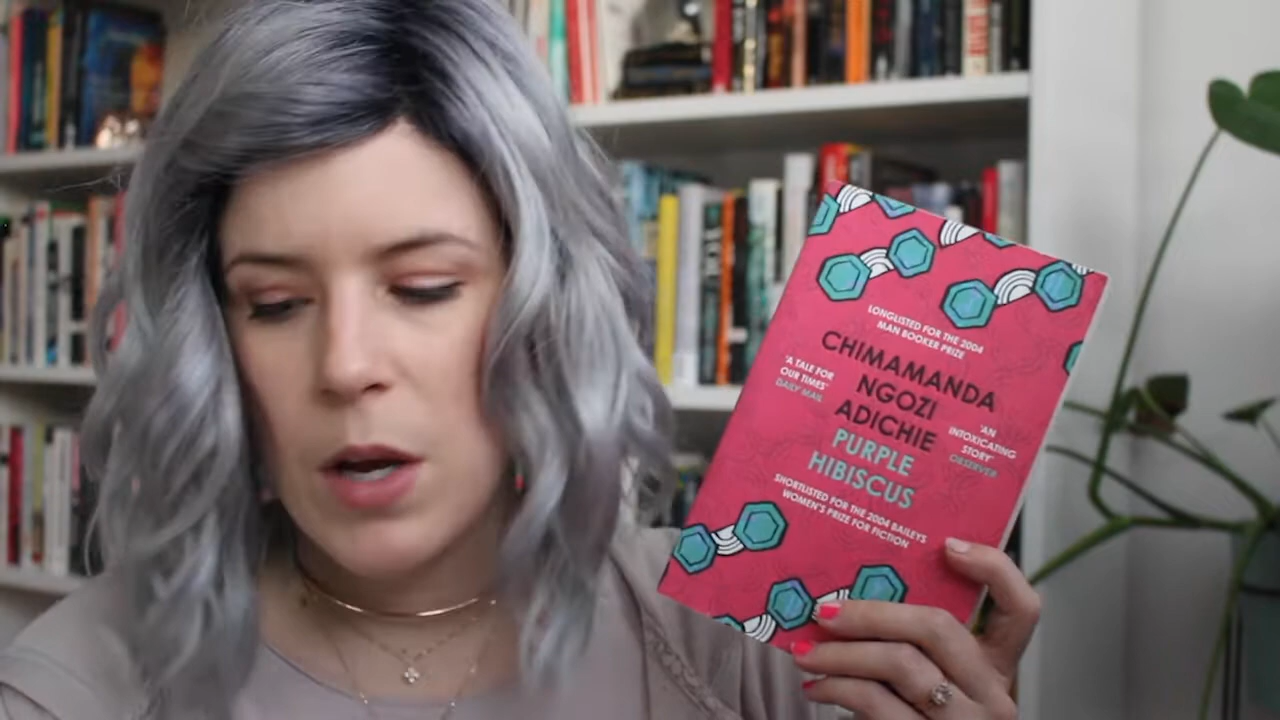 LONGLISTED FOR THE 2004
MAN BOOKER PRIZE
CHIMAMANDA
NGOZI
ADICHIE
'A TALE FOR
OUR TIMES'
DAILY MAIL
'AN
INTOXICATING
STORY'
OBSERVER
PURPLE
HIBISCUS
SHORTLISTED FOR THE 2004 BAILEYS
WOMEN'S PRIZE FOR FICTION